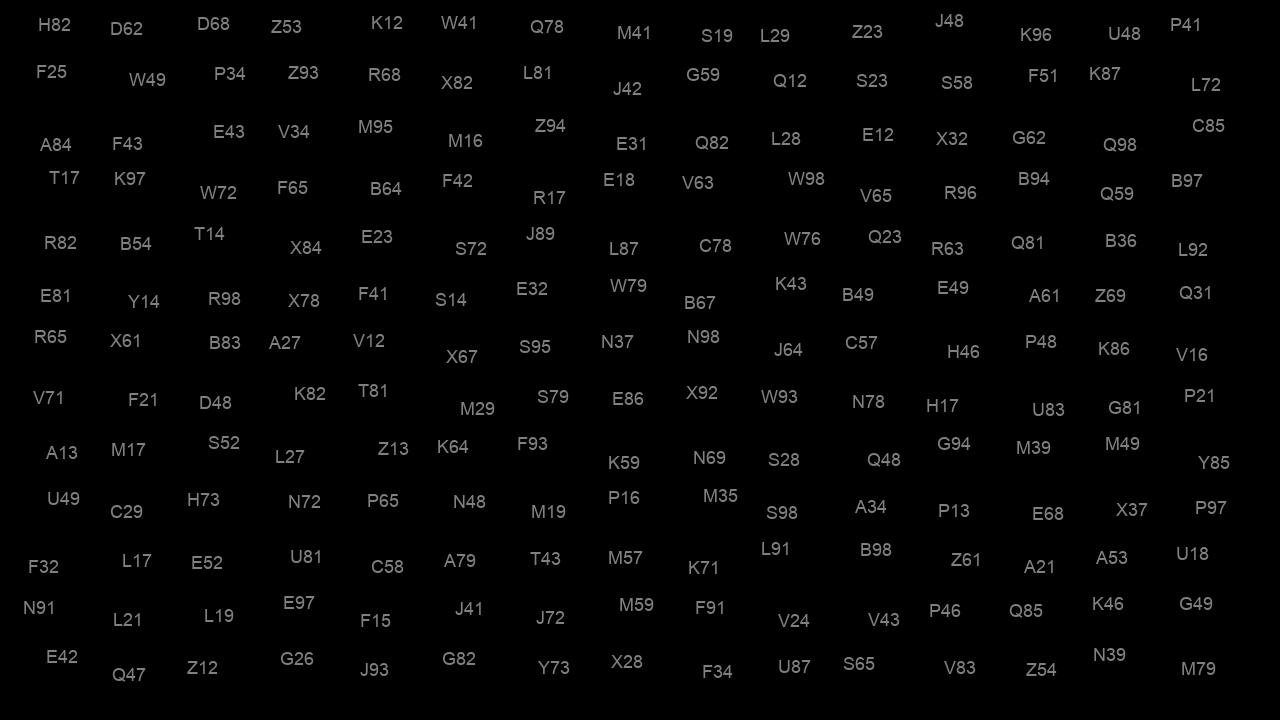 H82 D62 D68 Z53 K12 W41 Q78 M41 S19 L29 Z23 J48 K96 U48 P41
F25 W49 P34 Z93 R68 X82 L81 J42 G59 Q12 S23 S58 F51 K87 L72
A84 F43 E43 V34 M95 M16 Z94 E31 Q82 L28 E12 X32 G62 Q98 C85
T17 K97 W72 F65 B64 F42 R17 E18 V63 W98 V65 R96 B94 Q59 B97
R82 B54 T14 X84 E23 S72 J89 L87 C78 W76 Q23 R63 Q81 B36 L92
E81 Y14 R98 X78 F41 S14 E32 W79 B67 K43 B49 E49 A61 Z69 Q31
R65 X61 B83 A27 V12 X67 S95 N37 N98 J64 C57 H46 P48 K86 V16
V71 F21 D48 K82 T81 M29 S79 E86 X92 W93 N78 H17 U83 G81 P21
A13 M17 S52 L27 Z13 K64 F93 K59 N69 S28 Q48 G94 M39 M49 Y85
U49 C29 H73 N72 P65 N48 M19 P16 M35 S98 A34 P13 E68 X37 P97
F32 L17 E52 U81 C58 A79 T43 M57 K71 L91 B98 Z61 A21 A53 U18
N91 L21 L19 E97 F15 J41 J72 M59 F91 V24 V43 P46 Q85 K46 G49
E42 Q47 Z12 G26 J93 G82 Y73 X28 F34 U87 S65 V83 Z54 N39 M79